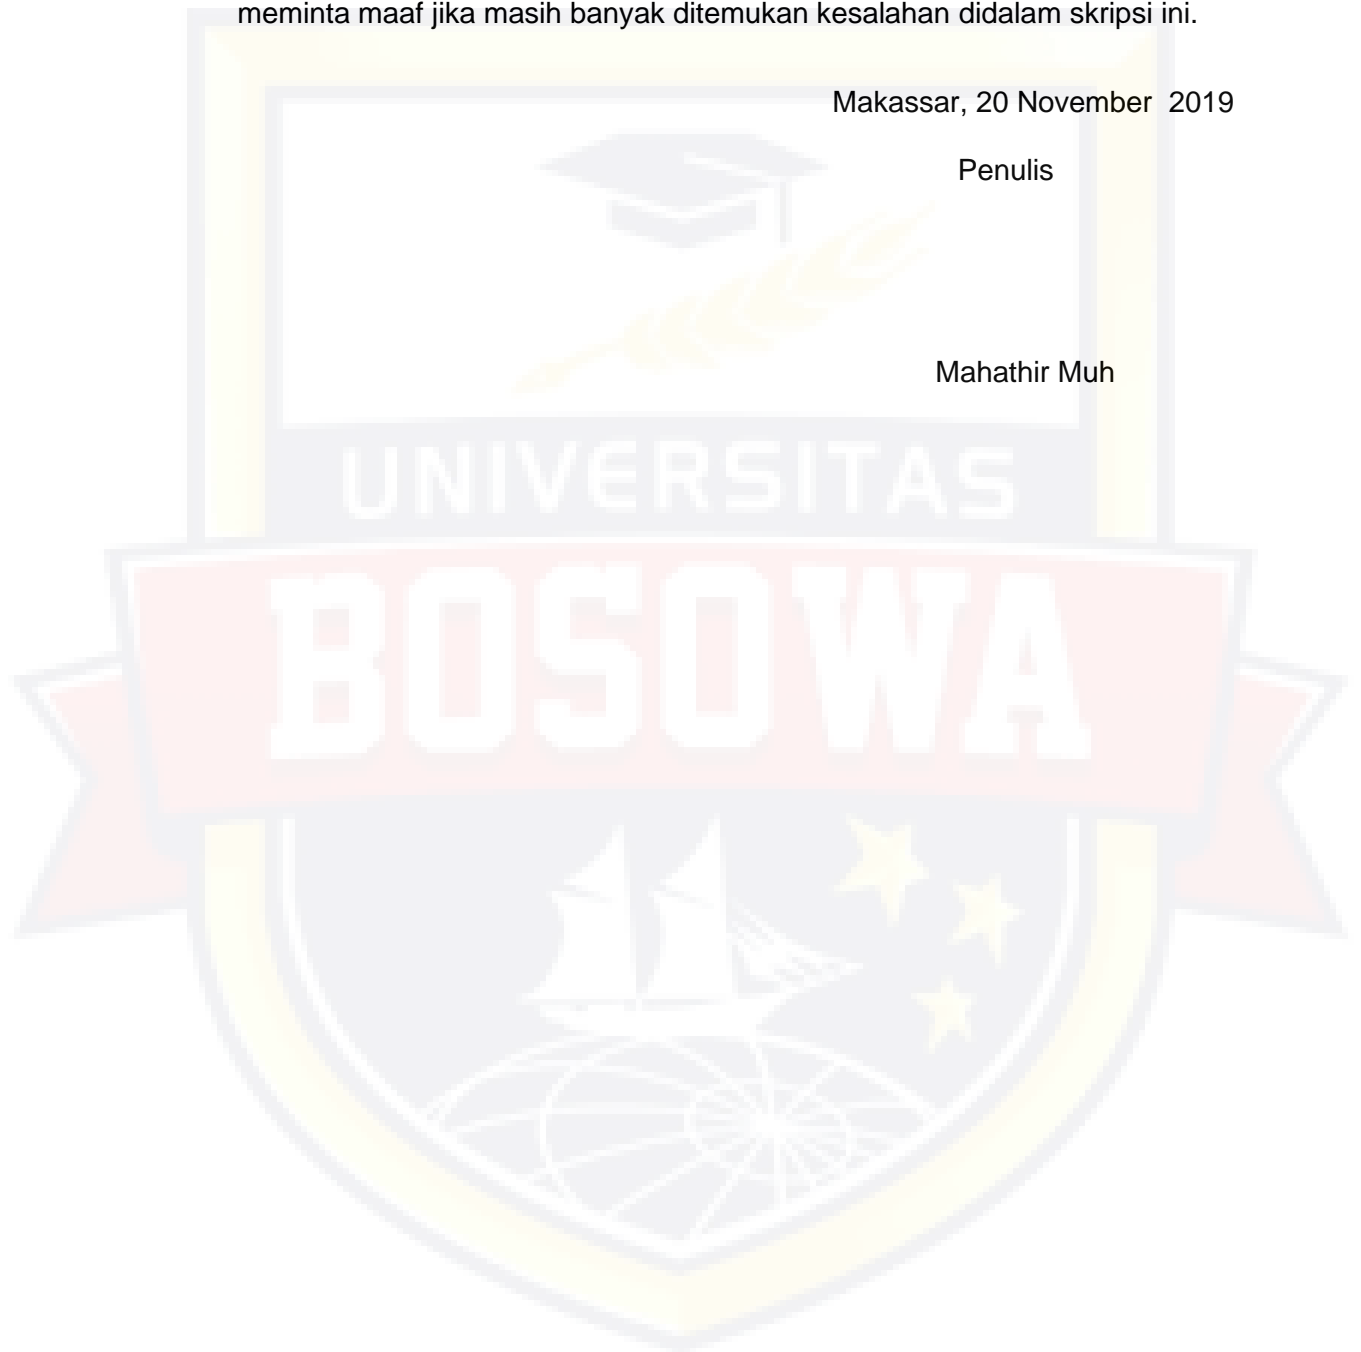 meminta maaf jika masih banyak ditemukan kesalahan didalam skripsi ini.
Makassar, 20 November  2019
Penulis
Mahathir Muh
UNIVERSITAS
BOSOWA